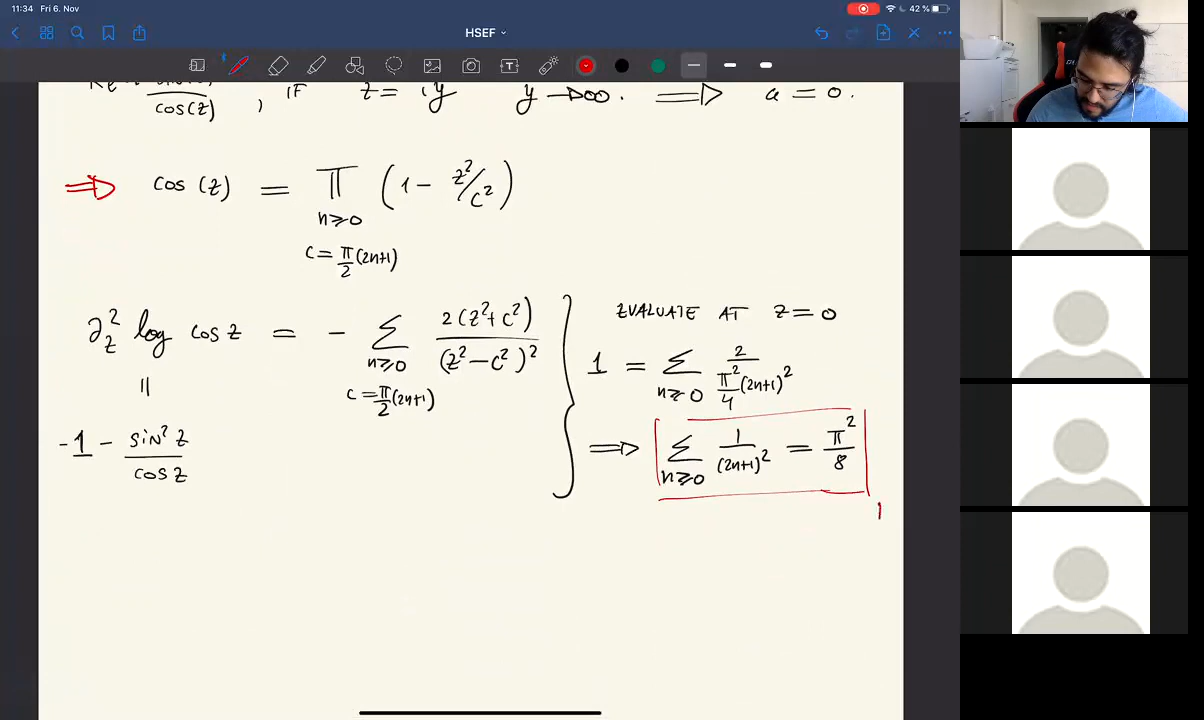 11:34 Fri 6. Nov
42 %
HSEF
cos(z) , IF z = iy y → ∞ . ⟹ a = 0 .
⟹ cos (z) = ∏ (1 - z²/c²)
n≥0
c = π/2 (2n+1)
∂_z² log cos z = - ∑ 2(z²+c²)/(z²-c²)²
n≥0
c = π/2 (2n+1)
||
-1 - sin² z / cos z
EVALUATE AT z = 0
1 = ∑_{n≥0} 2 / (π²/4 (2n+1)²)
⟹ ∑_{n≥0} 1/(2n+1)² = π²/8